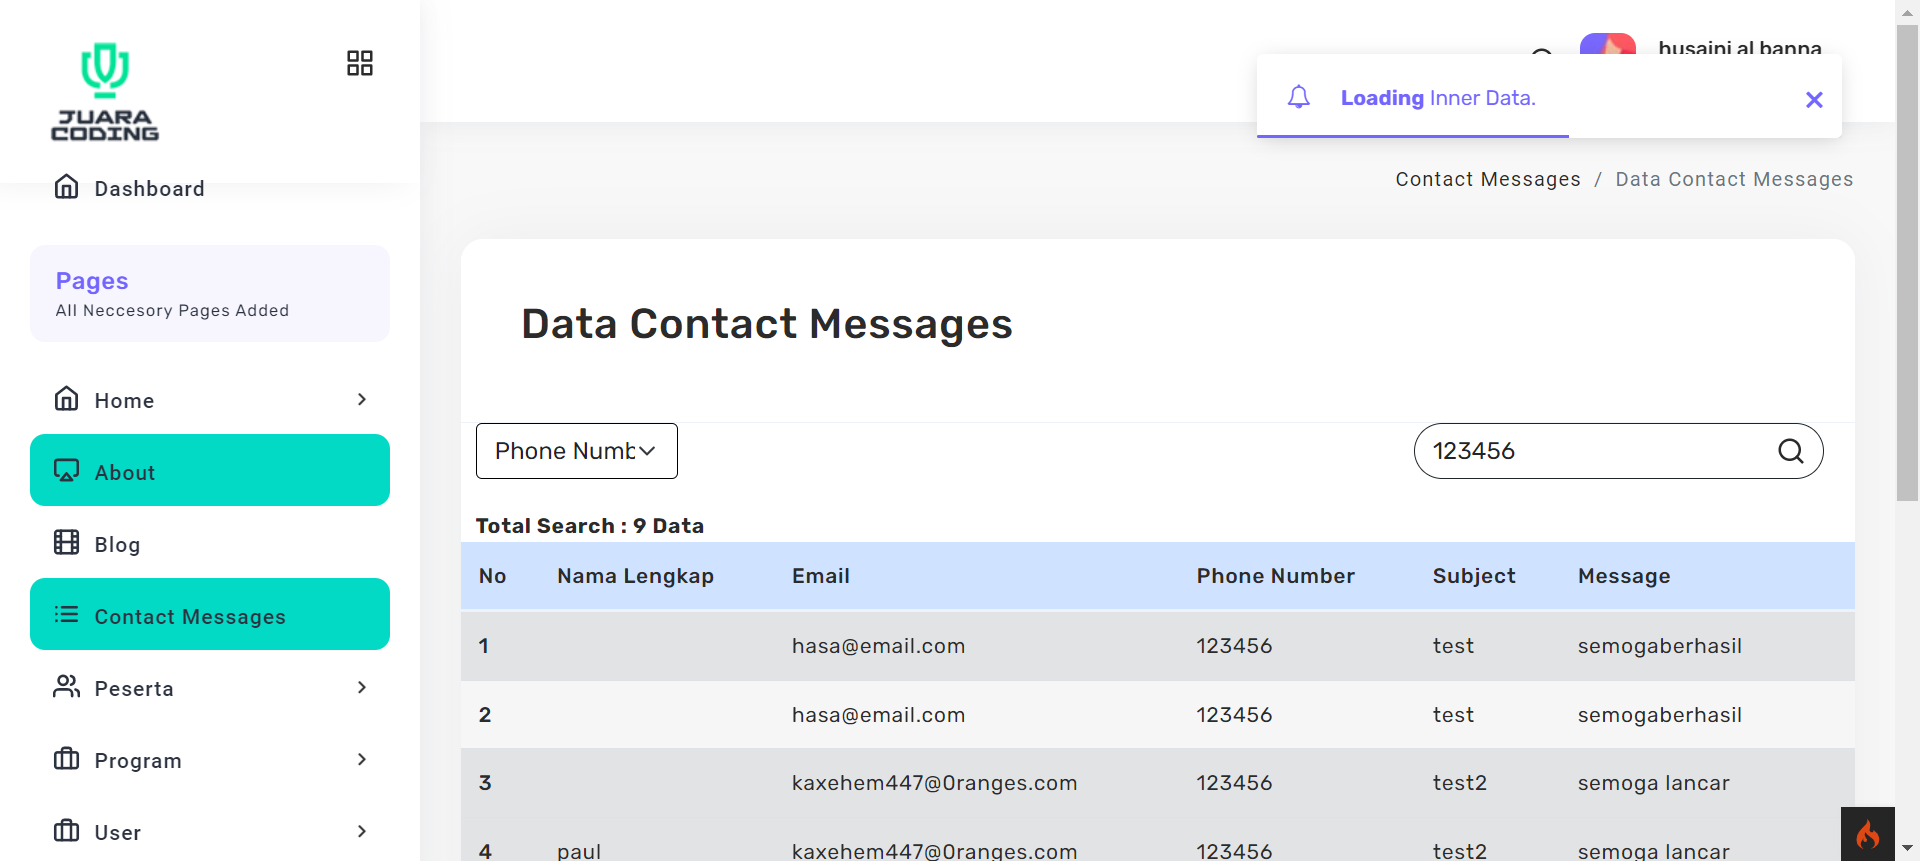 JUARA
CODING
husaini al banna
Loading Inner Data.
Contact Messages / Data Contact Messages
Dashboard
Pages
All Neccesory Pages Added
Home
About
Blog
Contact Messages
Peserta
Program
User
Data Contact Messages
Phone Numb
123456
Total Search : 9 Data
No Nama Lengkap Email Phone Number Subject Message
1 hasa@email.com 123456 test semogaberhasil
2 hasa@email.com 123456 test semogaberhasil
3 kaxehem447@0ranges.com 123456 test2 semoga lancar
4 paul kaxehem447@0ranges.com 123456 test2 semoga lancar